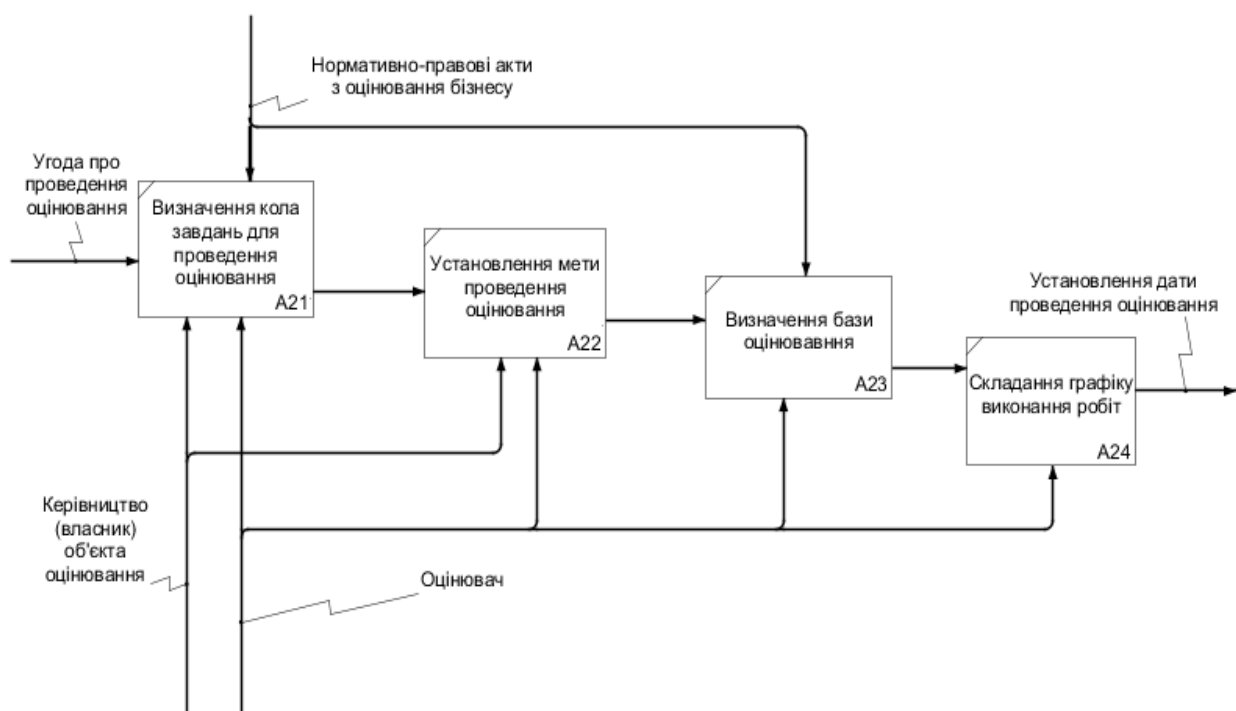 Нормативно-правові акти
з оцінювання бізнесу
Угода про
проведення
оцінювання
Визначення кола
завдань для
проведення
оцінювання
A21
Установлення мети
проведення
оцінювання
A22
Визначення бази
оцінюваввня
A23
Установлення дати
проведення оцінювання
Складання графіку
виконання робіт
A24
Керівництво
(власник)
об'єкта
оцінювання
Оцінювач